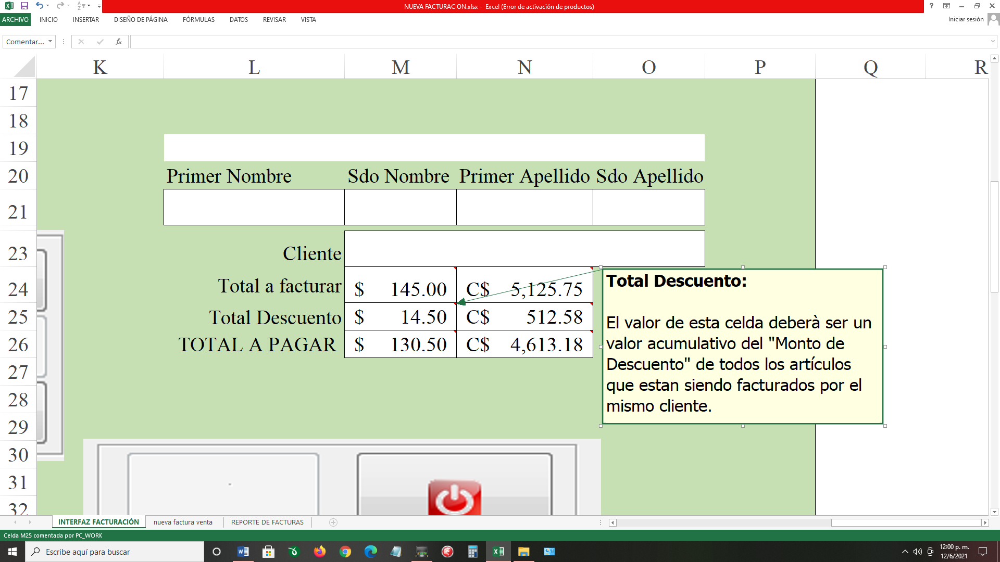 NUEVA FACTURACION.xlsx - Excel (Error de activación de productos)
ARCHIVO INICIO INSERTAR DISEÑO DE PÁGINA FÓRMULAS DATOS REVISAR VISTA Iniciar sesión
Comentar... fx
K L M N O P Q R
17
18
19
20 Primer Nombre Sdo Nombre Primer Apellido Sdo Apellido
21
23 Cliente
24 Total a facturar $ 145.00 C$ 5,125.75
25 Total Descuento $ 14.50 C$ 512.58
26 TOTAL A PAGAR $ 130.50 C$ 4,613.18
27
28
29
30
31
32
Total Descuento:
El valor de esta celda deberà ser un
valor acumulativo del "Monto de
Descuento" de todos los artículos
que estan siendo facturados por el
mismo cliente.
INTERFAZ FACTURACIÓN nueva factura venta REPORTE DE FACTURAS
Celda M25 comentada por PC_WORK
Escribe aquí para buscar
12:00 p. m.
12/6/2021